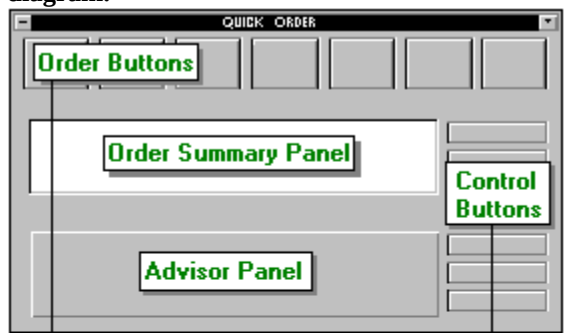 diagram.
QUICK ORDER
Order Buttons
Order Summary Panel
Control
Buttons
Advisor Panel